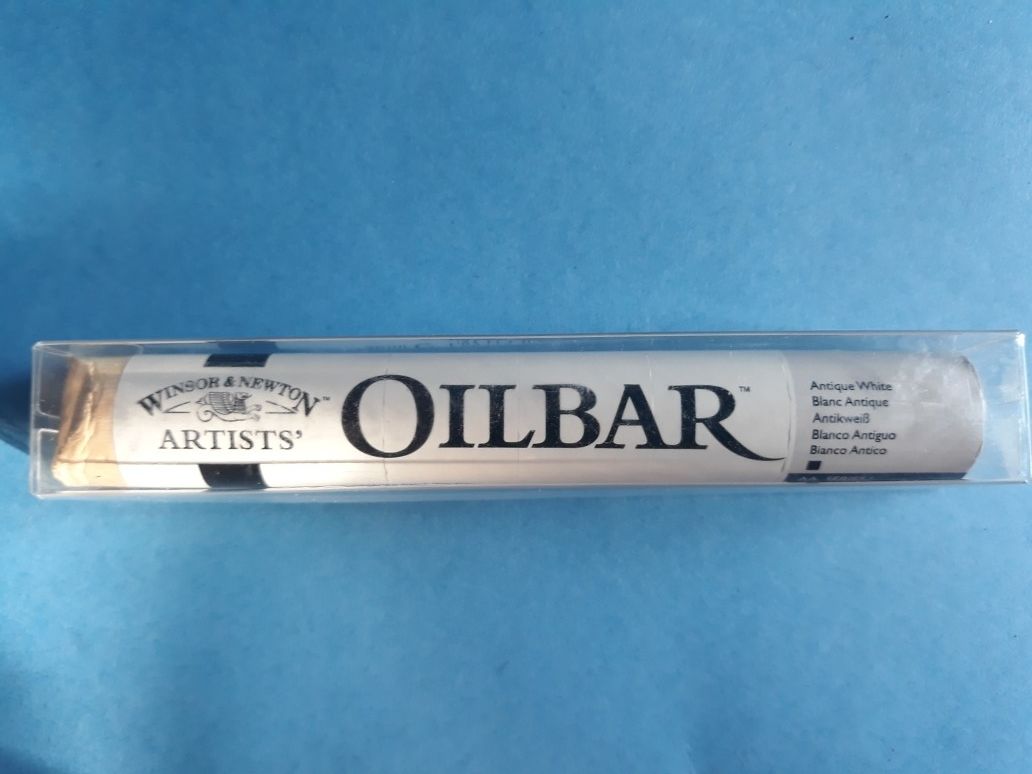 WINSOR & NEWTON™
ARTISTS'
OILBAR™
Antique White
Blanc Antique
Antikweiß
Blanco Antiguo
Bianco Antico